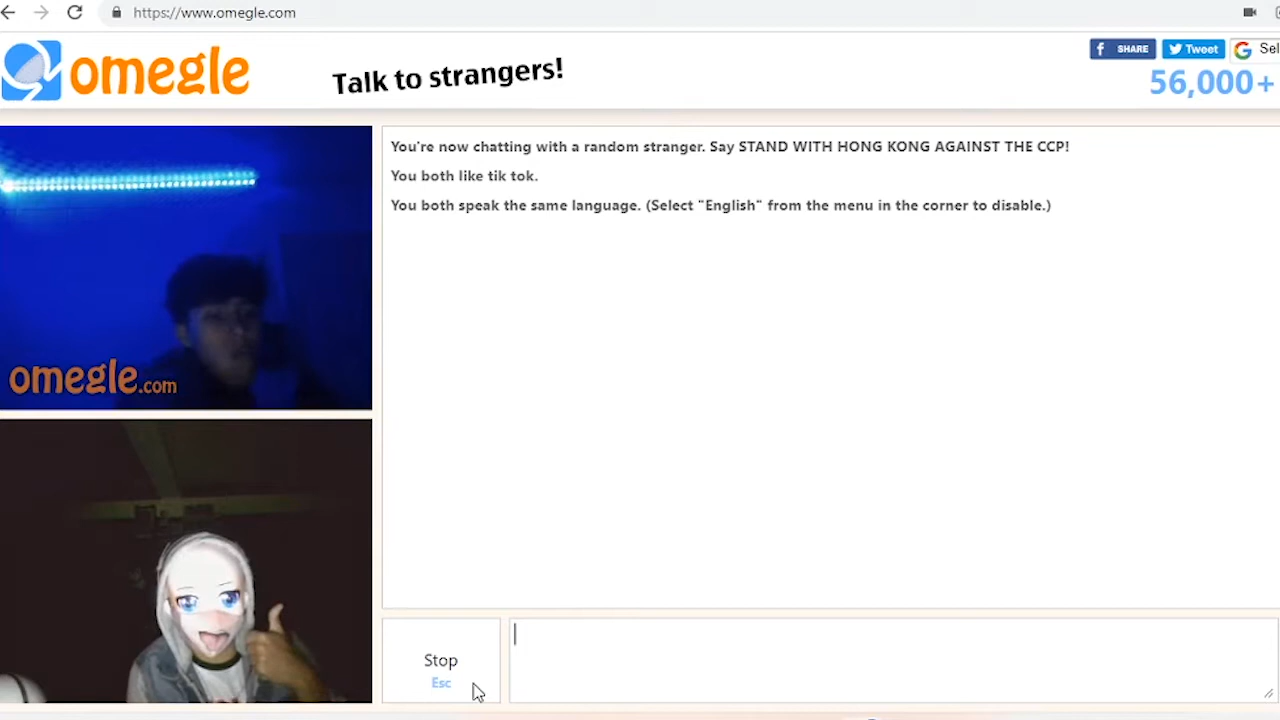 https://www.omegle.com
omegle
Talk to strangers!
SHARE
Tweet
Sel
56,000+
You're now chatting with a random stranger. Say STAND WITH HONG KONG AGAINST THE CCP!
You both like tik tok.
You both speak the same language. (Select "English" from the menu in the corner to disable.)
omegle.com
Stop
Esc